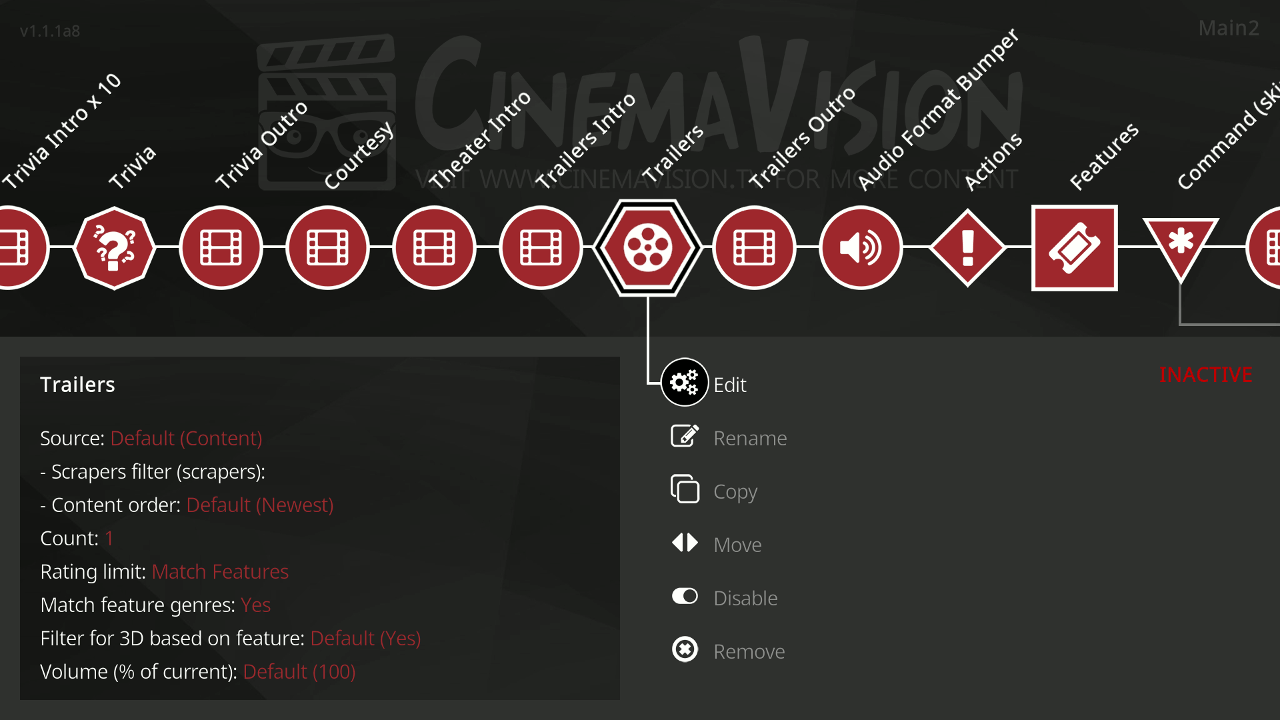 v1.1.1a8
Main2
CINEMAVISION
VISIT WWW.CINEMAVISION.TV FOR MORE CONTENT
Trivia Intro x 10
Trivia
Trivia Outro
Courtesy
Theater Intro
Trailers Intro
Trailers
Trailers Outro
Audio Format Bumper
Actions
Features
Command (ski
Trailers
Source: Default (Content)
- Scrapers filter (scrapers):
- Content order: Default (Newest)
Count: 1
Rating limit: Match Features
Match feature genres: Yes
Filter for 3D based on feature: Default (Yes)
Volume (% of current): Default (100)
Edit
Rename
Copy
Move
Disable
Remove
INACTIVE